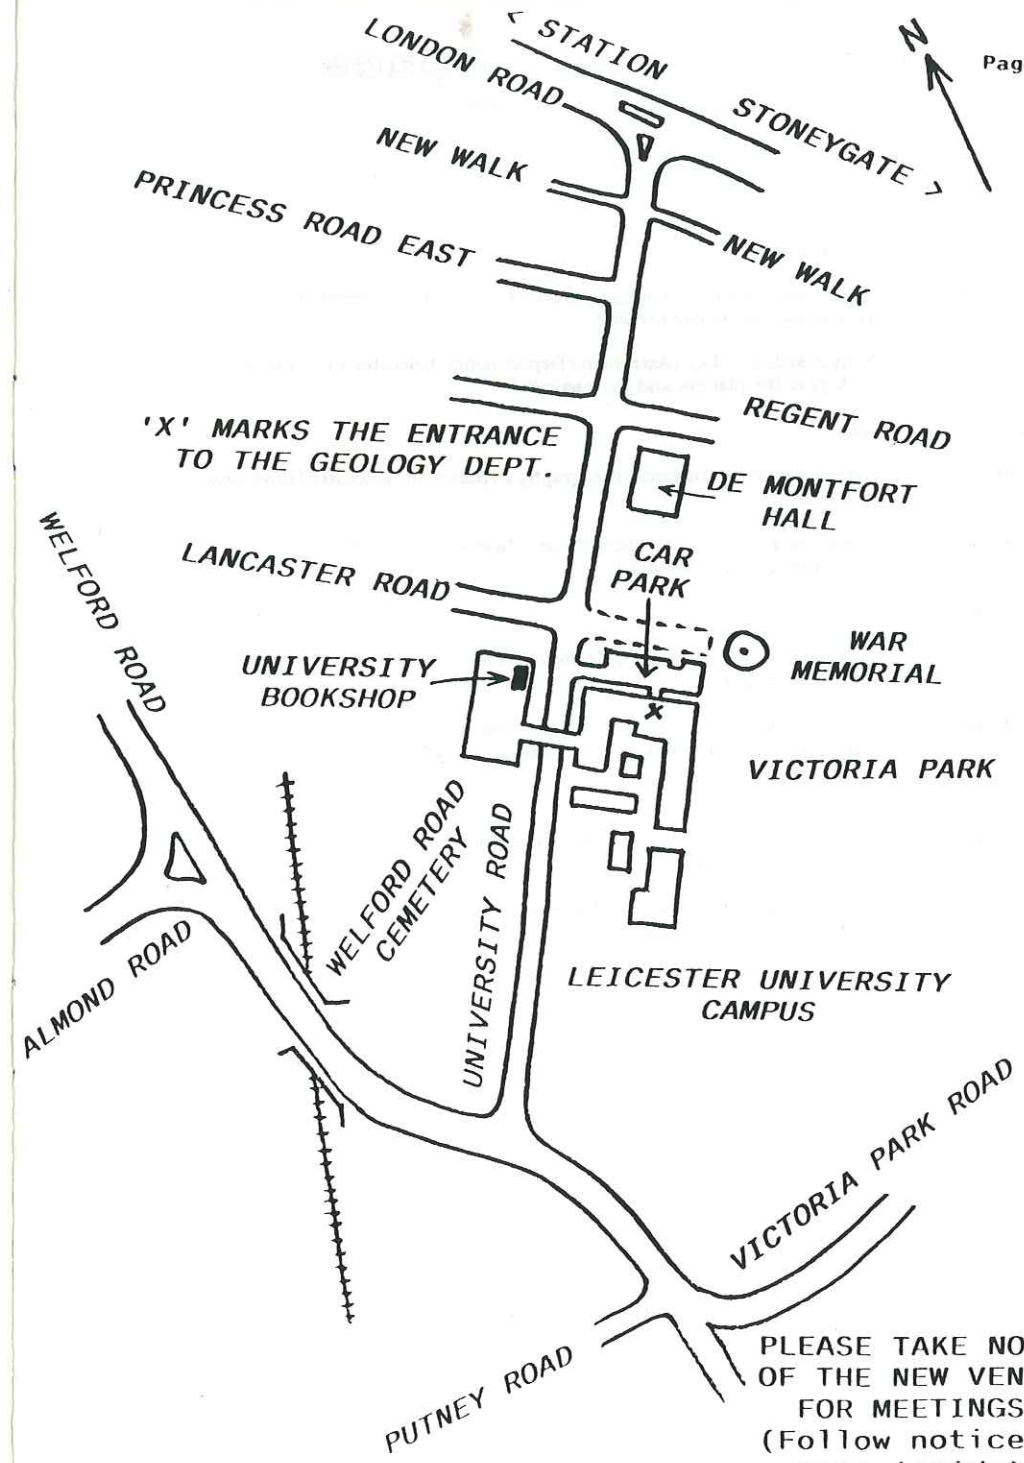 < STATION
LONDON ROAD
N
Pag
STONEYGATE >
NEW WALK
PRINCESS ROAD EAST
NEW WALK
REGENT ROAD
'X' MARKS THE ENTRANCE
TO THE GEOLOGY DEPT.
DE MONTFORT
HALL
WELFORD ROAD
LANCASTER ROAD
CAR
PARK
WAR
MEMORIAL
UNIVERSITY
BOOKSHOP
X
VICTORIA PARK
WELFORD ROAD
CEMETERY
UNIVERSITY ROAD
ALMOND ROAD
LEICESTER UNIVERSITY
CAMPUS
VICTORIA PARK ROAD
PUTNEY ROAD
PLEASE TAKE NO
OF THE NEW VEN
FOR MEETINGS
(Follow notice